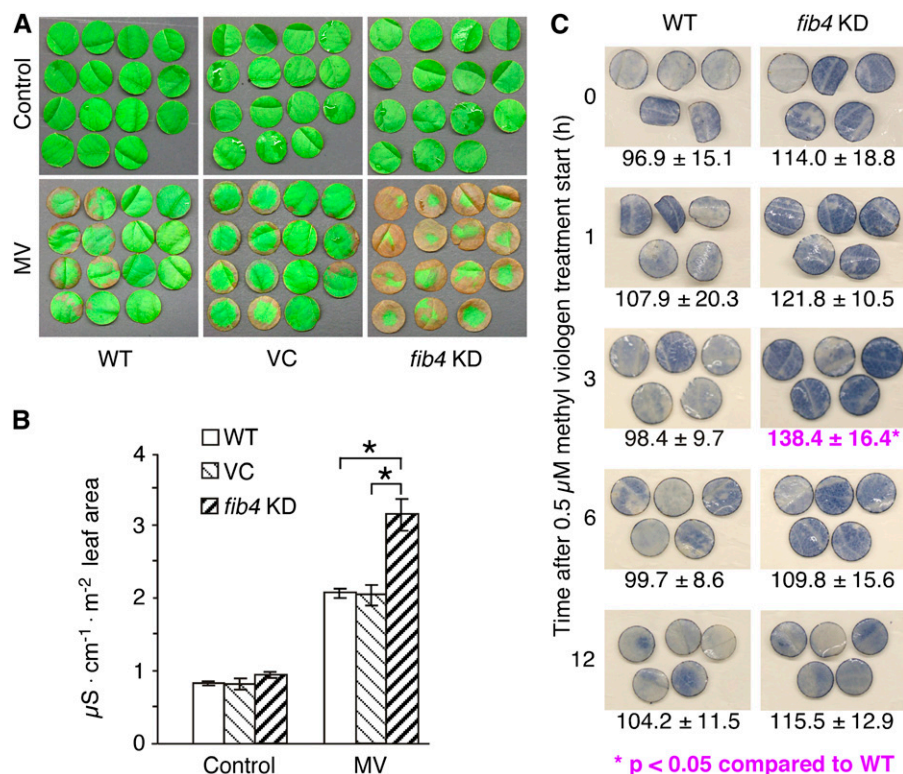 A
Control
MV
WT
VC
fib4 KD
B
µS · cm⁻¹ · m⁻² leaf area
4
3
2
1
0
WT
VC
fib4 KD
*
*
Control
MV
C
WT
fib4 KD
Time after 0.5 µM methyl viologen treatment start (h)
0
96.9 ± 15.1
114.0 ± 18.8
1
107.9 ± 20.3
121.8 ± 10.5
3
98.4 ± 9.7
138.4 ± 16.4*
6
99.7 ± 8.6
109.8 ± 15.6
12
104.2 ± 11.5
115.5 ± 12.9
* p < 0.05 compared to WT